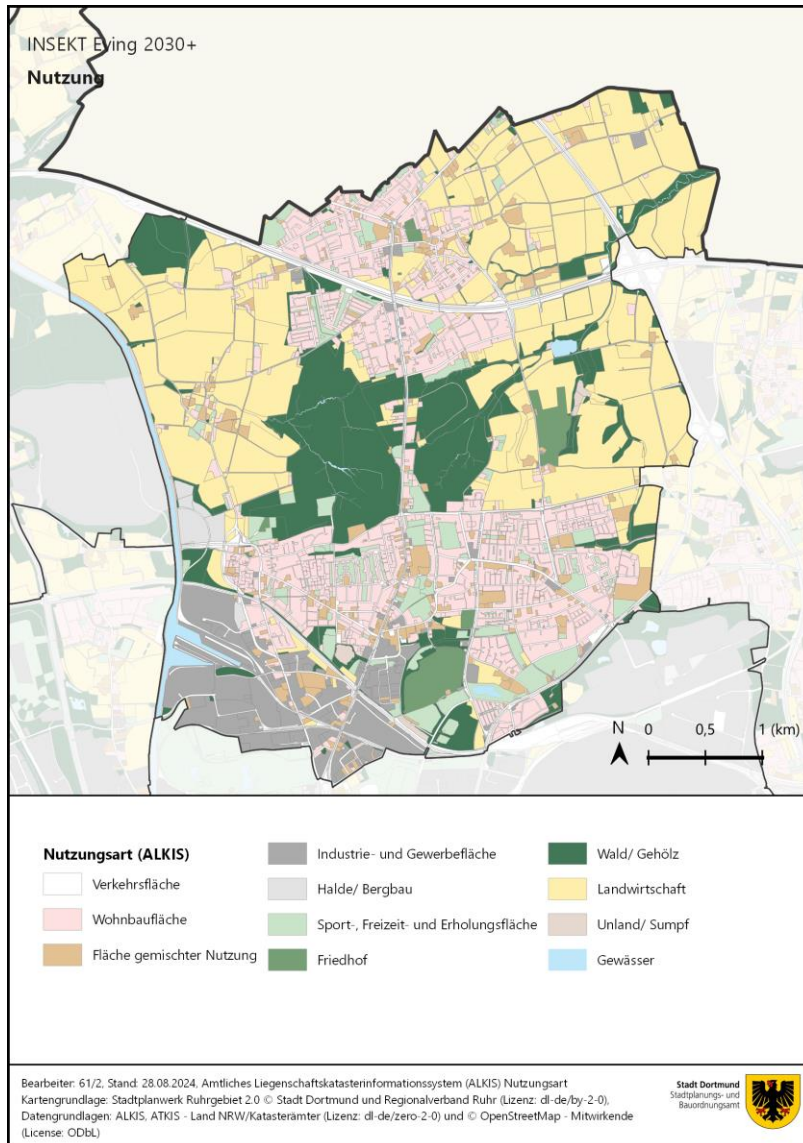 INSEKT Eving 2030+
Nutzung
N 0 0,5 1 (km)
Nutzungsart (ALKIS)
Verkehrsfläche
Wohnbaufläche
Fläche gemischter Nutzung
Industrie- und Gewerbefläche
Halde/ Bergbau
Sport-, Freizeit- und Erholungsfläche
Friedhof
Wald/ Gehölz
Landwirtschaft
Unland/ Sumpf
Gewässer
Bearbeiter: 61/2, Stand: 28.08.2024, Amtliches Liegenschaftskatasterinformationssystem (ALKIS) Nutzungsart
Kartengrundlage: Stadtplanwerk Ruhrgebiet 2.0 © Stadt Dortmund und Regionalverband Ruhr (Lizenz: dl-de/by-2-0),
Datengrundlagen: ALKIS, ATKIS - Land NRW/Katasterämter (Lizenz: dl-de/zero-2-0) und © OpenStreetMap - Mitwirkende
(License: ODbL)
Stadt Dortmund
Stadtplanungs- und
Bauordnungsamt